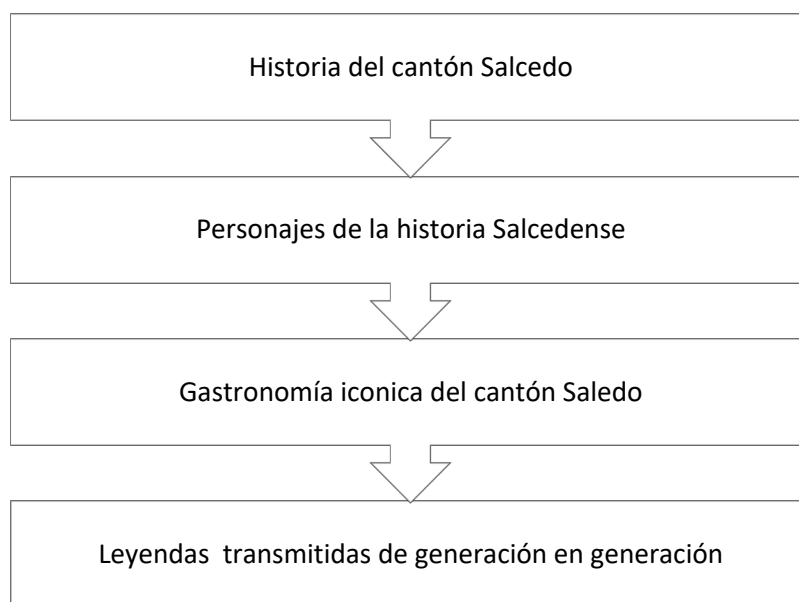 Historia del cantón Salcedo
Personajes de la historia Salcedense
Gastronomía iconica del cantón Saledo
Leyendas  transmitidas de generación en generación